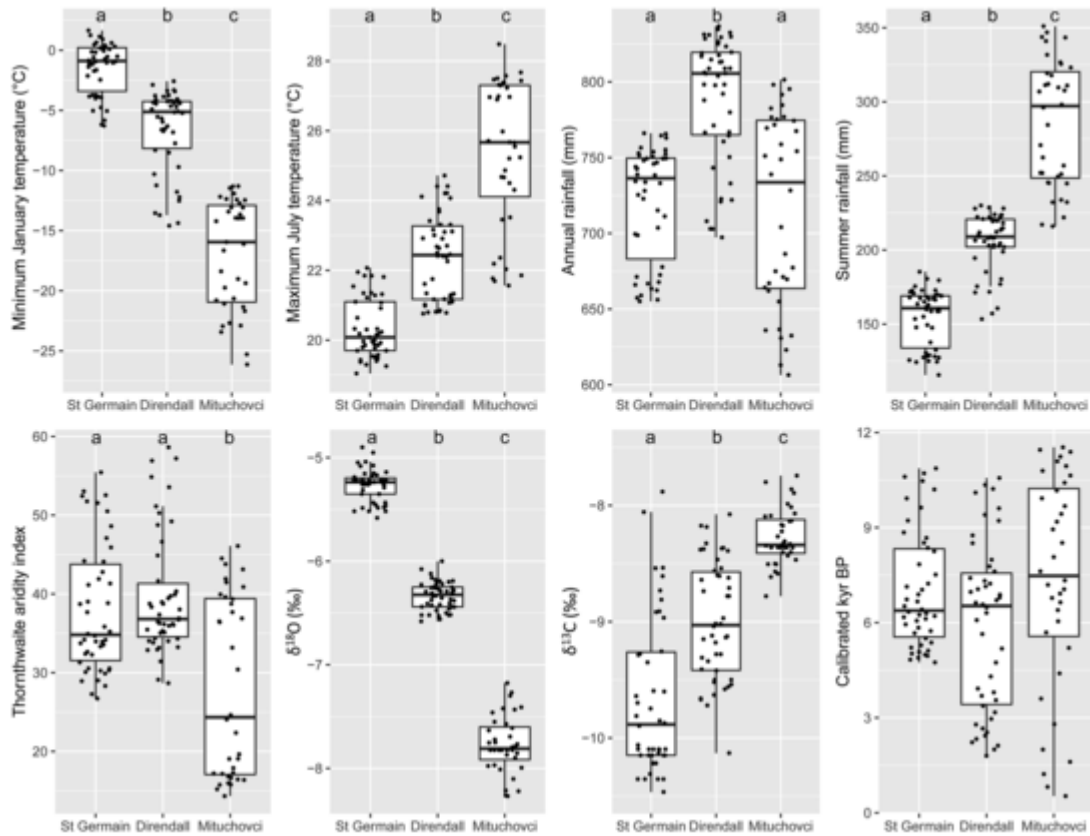 a b c
Minimum January temperature (°C)
0
−5
−10
−15
−20
−25
St Germain Direndall Mituchovci
a b c
Maximum July temperature (°C)
28
26
24
22
20
St Germain Direndall Mituchovci
a b a
Annual rainfall (mm)
800
750
700
650
600
St Germain Direndall Mituchovci
a b c
Summer rainfall (mm)
350
300
250
200
150
St Germain Direndall Mituchovci
a a b
Thornthwaite aridity index
60
50
40
30
20
St Germain Direndall Mituchovci
a b c
δ¹⁸O (‰)
−5
−6
−7
−8
St Germain Direndall Mituchovci
a b c
δ¹³C (‰)
−8
−9
−10
St Germain Direndall Mituchovci
Calibrated kyr BP
12
9
6
3
0
St Germain Direndall Mituchovci